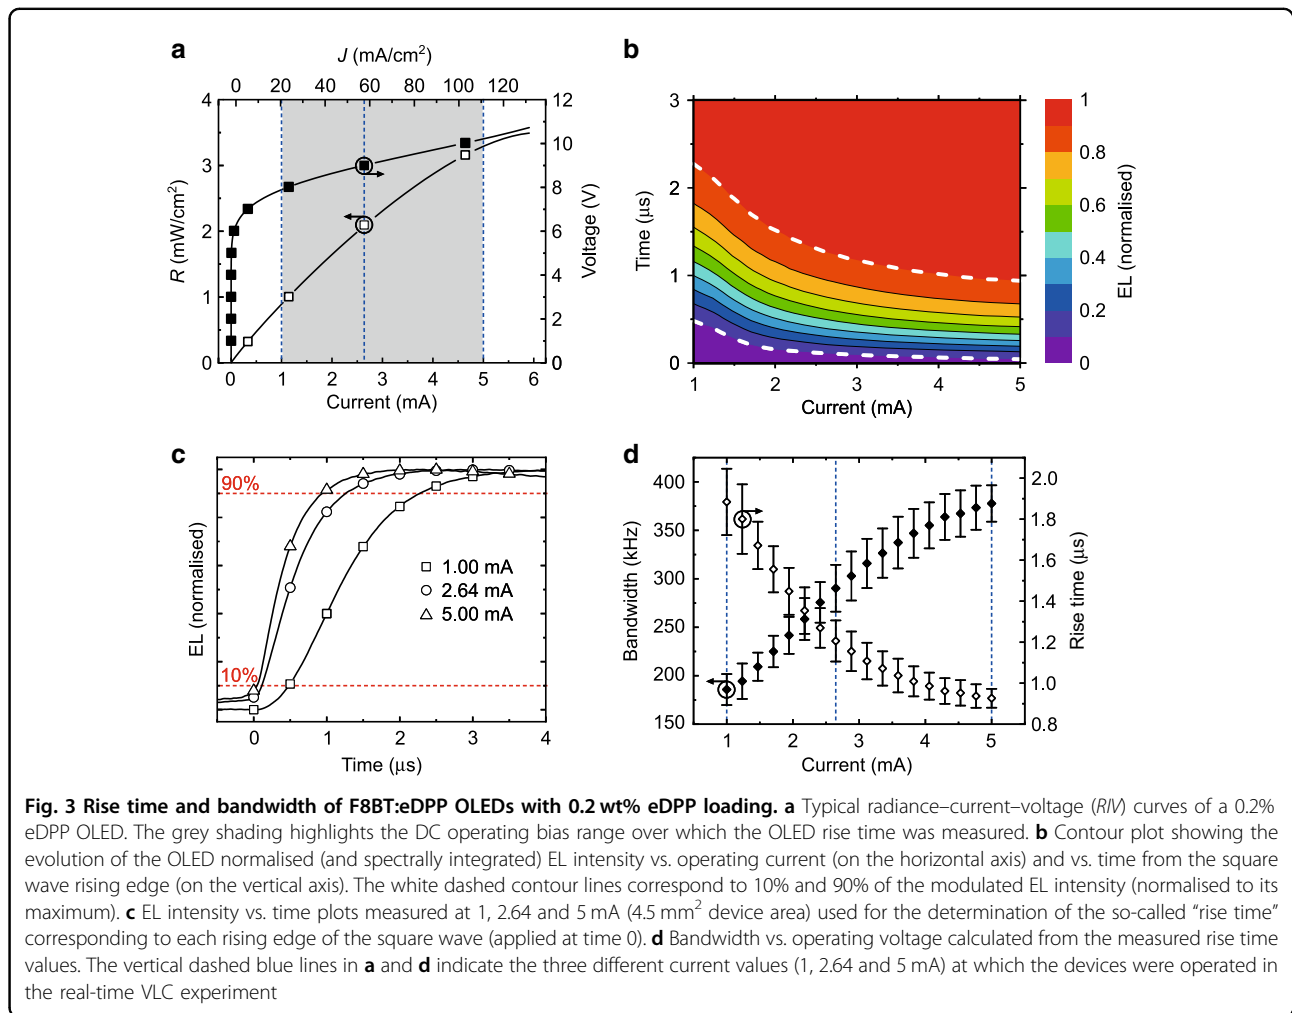 a
J (mA/cm²)
0 20 40 60 80 100 120
4
3
2
1
0
R (mW/cm²)
12
10
8
6
4
2
0
Voltage (V)
0 1 2 3 4 5 6
Current (mA)
b
3
2
1
0
Time (μs)
1 2 3 4 5
Current (mA)
1
0.8
0.6
0.4
0.2
0
EL (normalised)
c
90%
10%
EL (normalised)
1.00 mA
2.64 mA
5.00 mA
0 1 2 3 4
Time (μs)
d
400
350
300
250
200
150
Bandwidth (kHz)
2.0
1.8
1.6
1.4
1.2
1.0
0.8
Rise time (μs)
1 2 3 4 5
Current (mA)
Fig. 3 Rise time and bandwidth of F8BT:eDPP OLEDs with 0.2 wt% eDPP loading. a Typical radiance–current–voltage (RIV) curves of a 0.2%
eDPP OLED. The grey shading highlights the DC operating bias range over which the OLED rise time was measured. b Contour plot showing the
evolution of the OLED normalised (and spectrally integrated) EL intensity vs. operating current (on the horizontal axis) and vs. time from the square
wave rising edge (on the vertical axis). The white dashed contour lines correspond to 10% and 90% of the modulated EL intensity (normalised to its
maximum). c EL intensity vs. time plots measured at 1, 2.64 and 5 mA (4.5 mm² device area) used for the determination of the so-called “rise time”
corresponding to each rising edge of the square wave (applied at time 0). d Bandwidth vs. operating voltage calculated from the measured rise time
values. The vertical dashed blue lines in a and d indicate the three different current values (1, 2.64 and 5 mA) at which the devices were operated in
the real-time VLC experiment